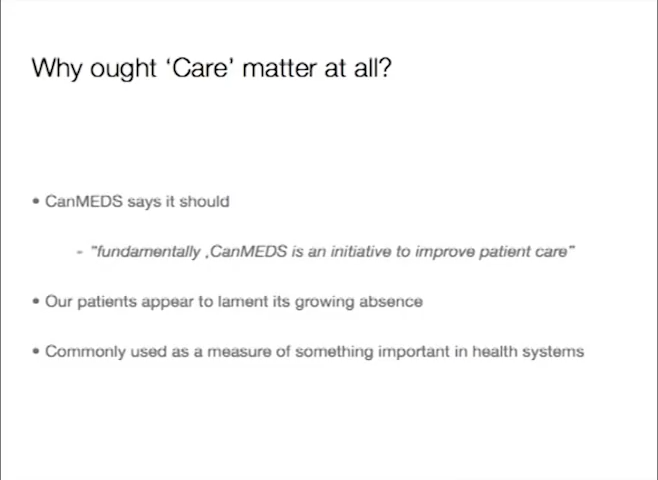 Why ought ‘Care’ matter at all?
• CanMEDS says it should
- "fundamentally ,CanMEDS is an initiative to improve patient care"
• Our patients appear to lament its growing absence
• Commonly used as a measure of something important in health systems